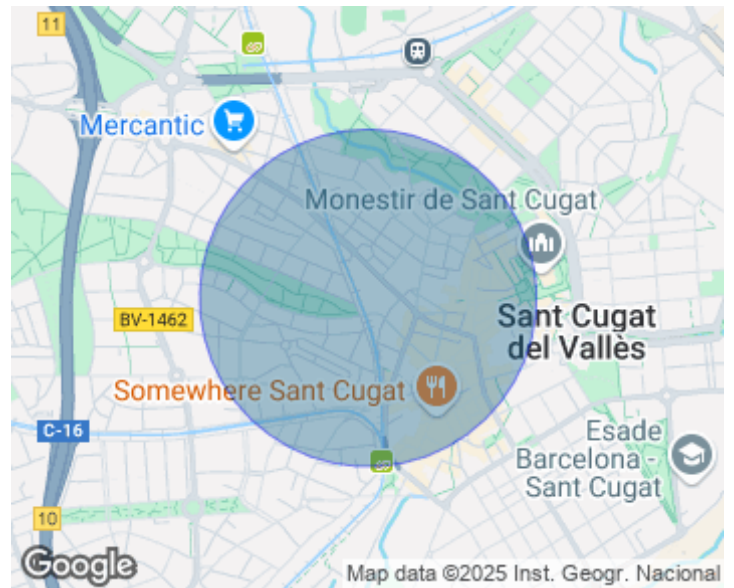 11
Mercantic
Monestir de Sant Cugat
BV-1462
Sant Cugat
del Vallès
Somewhere Sant Cugat
C-16
Esade
Barcelona -
Sant Cugat
10
Google
Map data ©2025 Inst. Geogr. Nacional